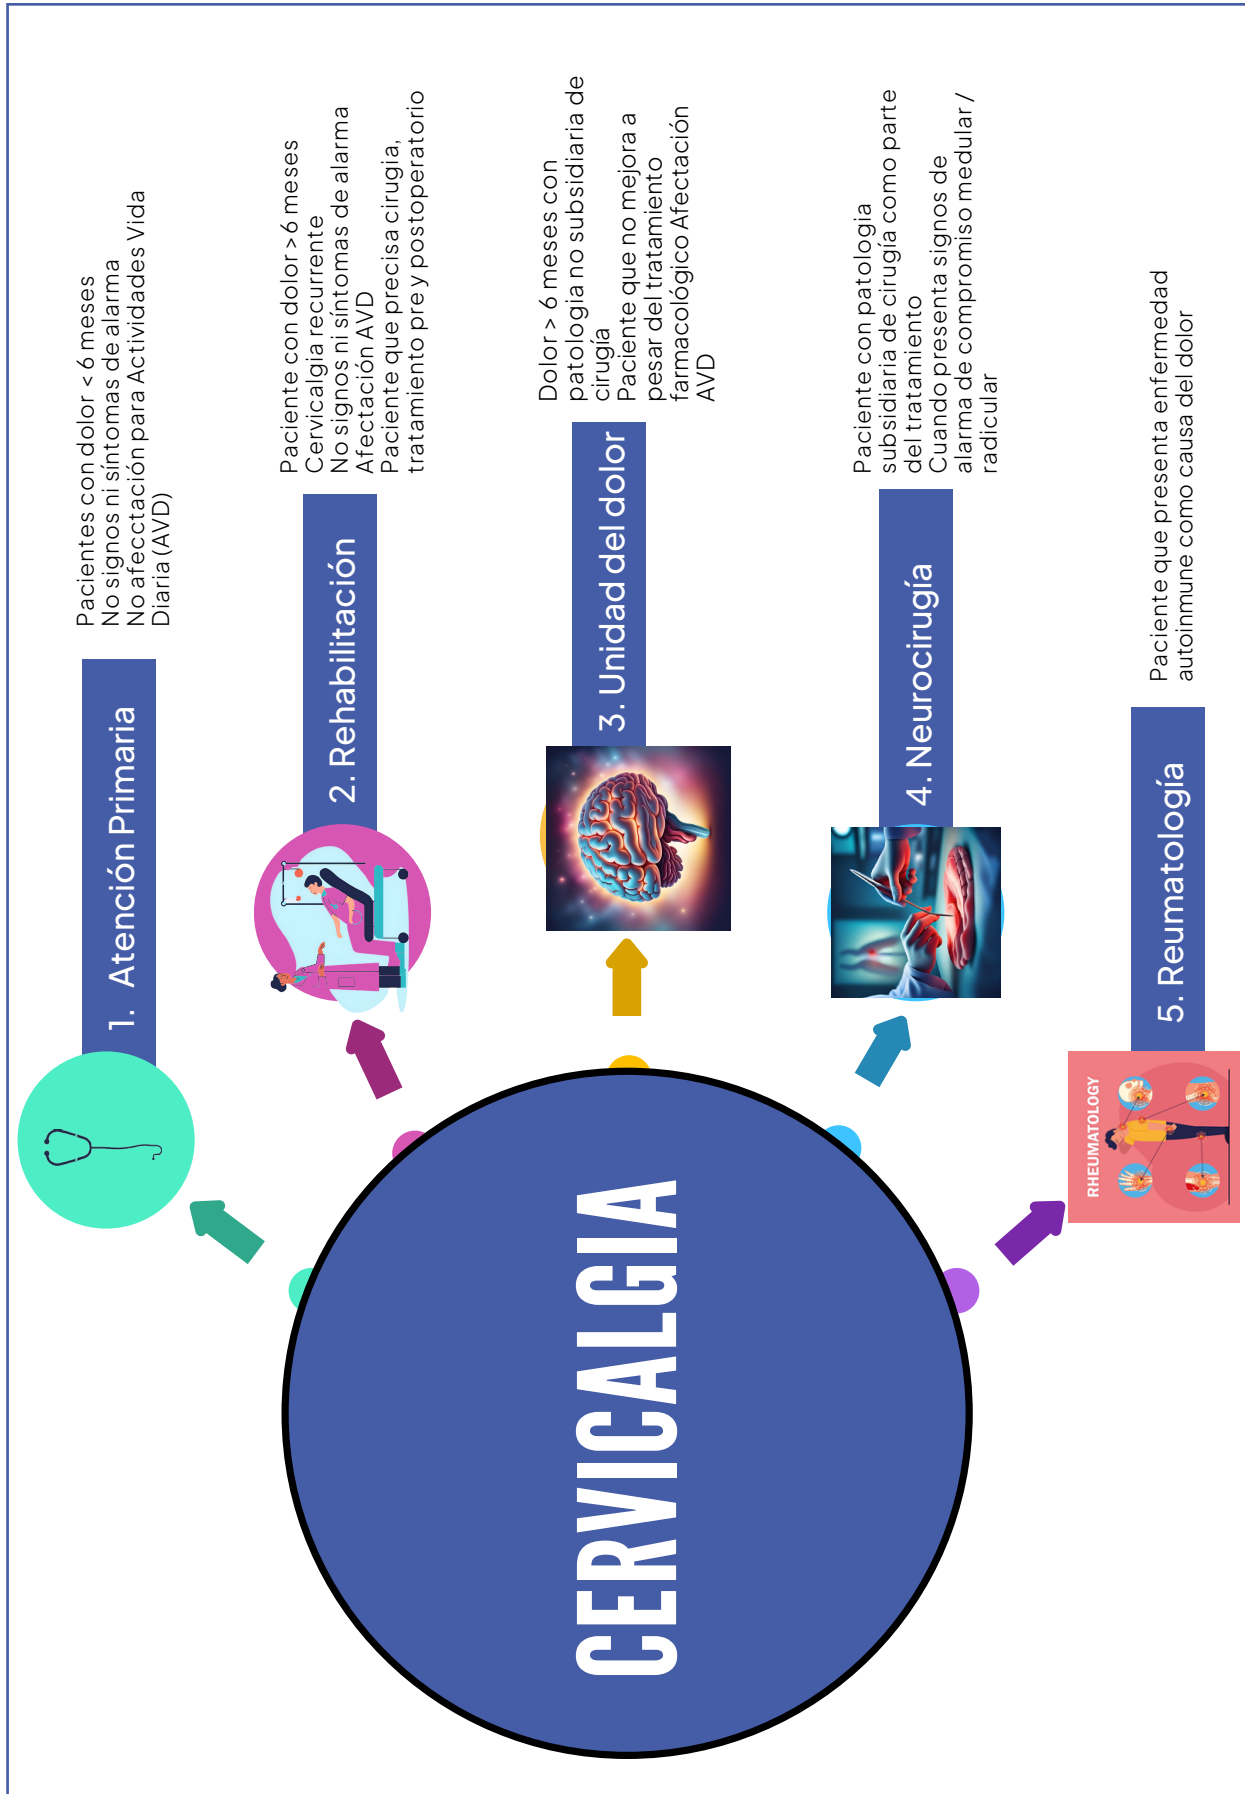 CERVICALGIA
1. Atención Primaria
Pacientes con dolor < 6 meses
No signos ni síntomas de alarma
No afecctación para Actividades Vida
Diaria (AVD)
2. Rehabilitación
Paciente con dolor > 6 meses
Cervicalgia recurrente
No signos ni síntomas de alarma
Afectación AVD
Paciente que precisa cirugia,
tratamiento pre y postoperatorio
3. Unidad del dolor
Dolor > 6 meses con
patologia no subsidiaria de
cirugía
Paciente que no mejora a
pesar del tratamiento
farmacológico Afectación
AVD
4. Neurocirugía
Paciente con patologia
subsidiaria de cirugía como parte
del tratamiento
Cuando presenta signos de
alarma de compromiso medular /
radicular
RHEUMATOLOGY
5. Reumatología
Paciente que presenta enfermedad
autoinmune como causa del dolor